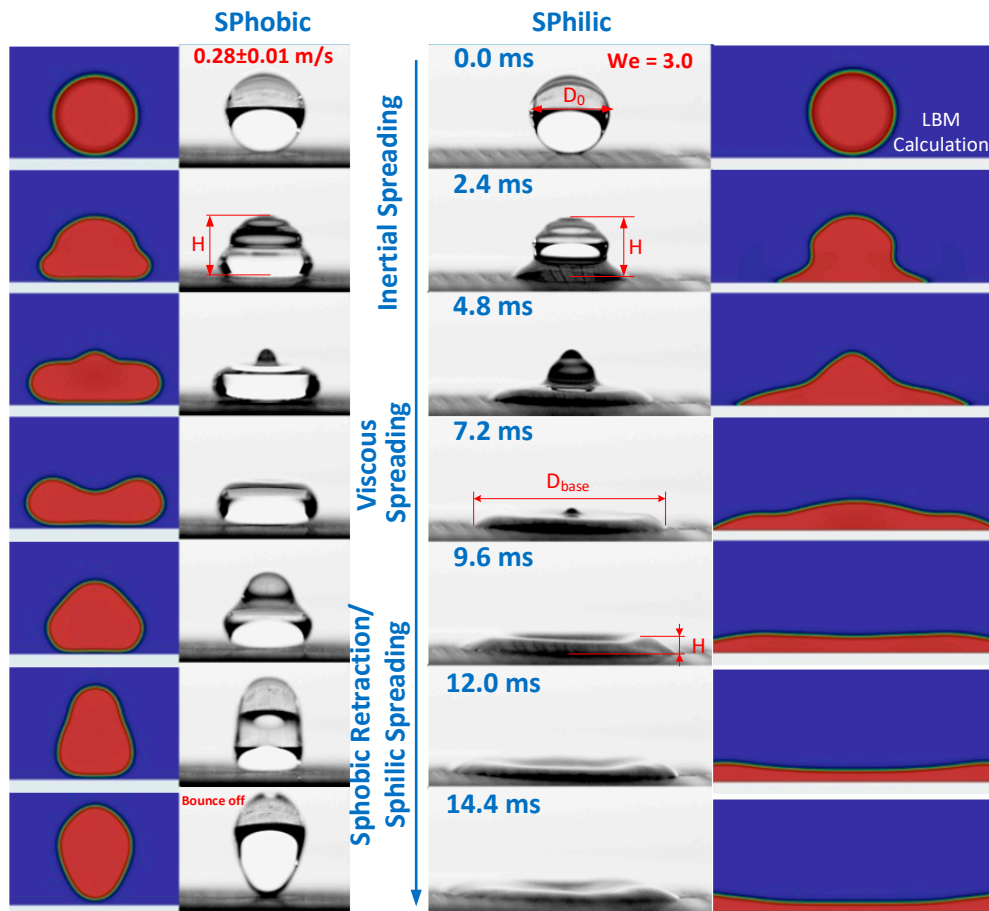 SPhobic
SPhilic
0.28±0.01 m/s
0.0 ms
We = 3.0
D0
LBM
Calculation
Inertial Spreading
2.4 ms
H
H
4.8 ms
Viscous
Spreading
7.2 ms
Dbase
9.6 ms
H
Sphobic Retraction/
Sphilic Spreading
12.0 ms
Bounce off
14.4 ms